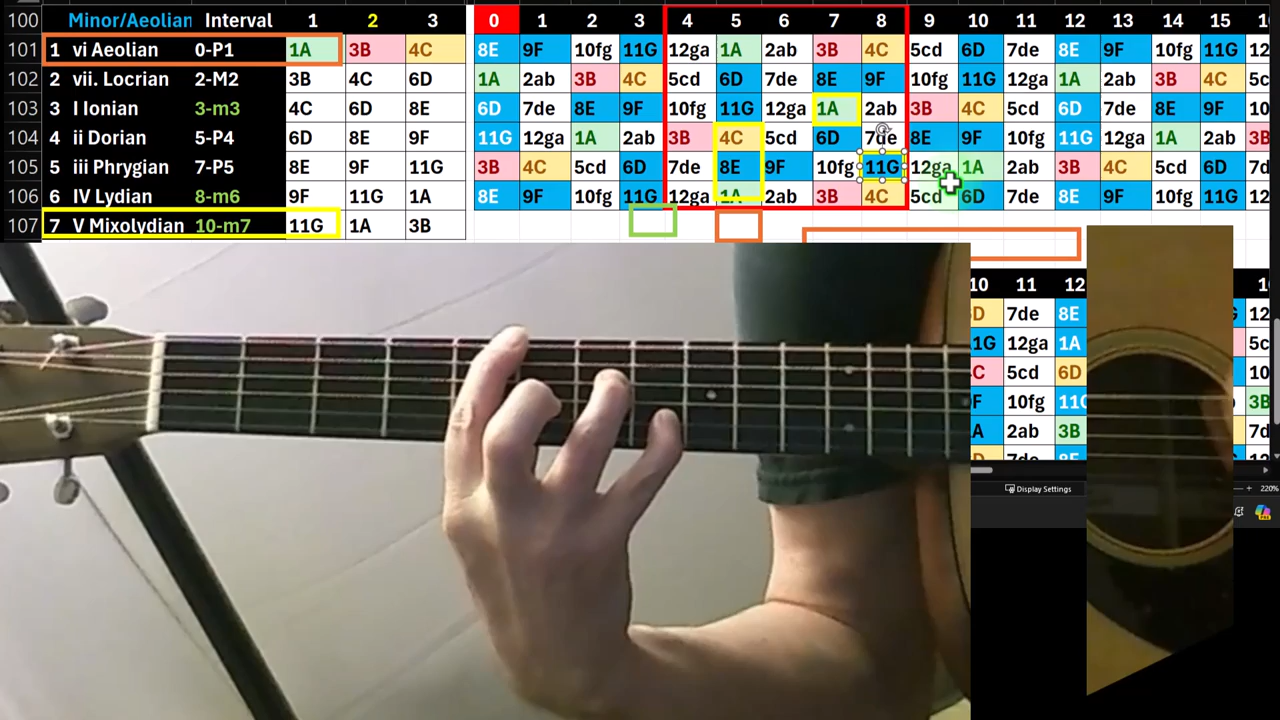 100 Minor/Aeolian Interval 1 2 3 0 1 2 3 4 5 6 7 8 9 10 11 12 13 14 15
101 1 vi Aeolian 0-P1 1A 3B 4C 8E 9F 10fg 11G 12ga 1A 2ab 3B 4C 5cd 6D 7de 8E 9F 10fg 11G 12
102 2 vii. Locrian 2-M2 3B 4C 6D 1A 2ab 3B 4C 5cd 6D 7de 8E 9F 10fg 11G 12ga 1A 2ab 3B 4C
103 3 I Ionian 3-m3 4C 6D 8E 6D 7de 8E 9F 10fg 11G 12ga 1A 2ab 3B 4C 5cd 6D 7de 8E 9F 10
104 4 ii Dorian 5-P4 6D 8E 9F 11G 12ga 1A 2ab 3B 4C 5cd 6D 7de 8E 9F 10fg 11G 12ga 1A 2ab 3B
105 5 iii Phrygian 7-P5 8E 9F 11G 3B 4C 5cd 6D 7de 8E 9F 10fg 11G 12ga 1A 2ab 3B 4C 5cd 6D
106 6 IV Lydian 8-m6 9F 11G 1A 8E 9F 10fg 11G 12ga 1A 2ab 3B 4C 5cd 6D 7de 8E 9F 10fg 11G 12
107 7 V Mixolydian 10-m7 11G 1A 3B
10 11 12
7de 8E 12
11G 12ga 1A
5cd 6D
10fg
2ab 3B
7de 8E
Display Settings 220%